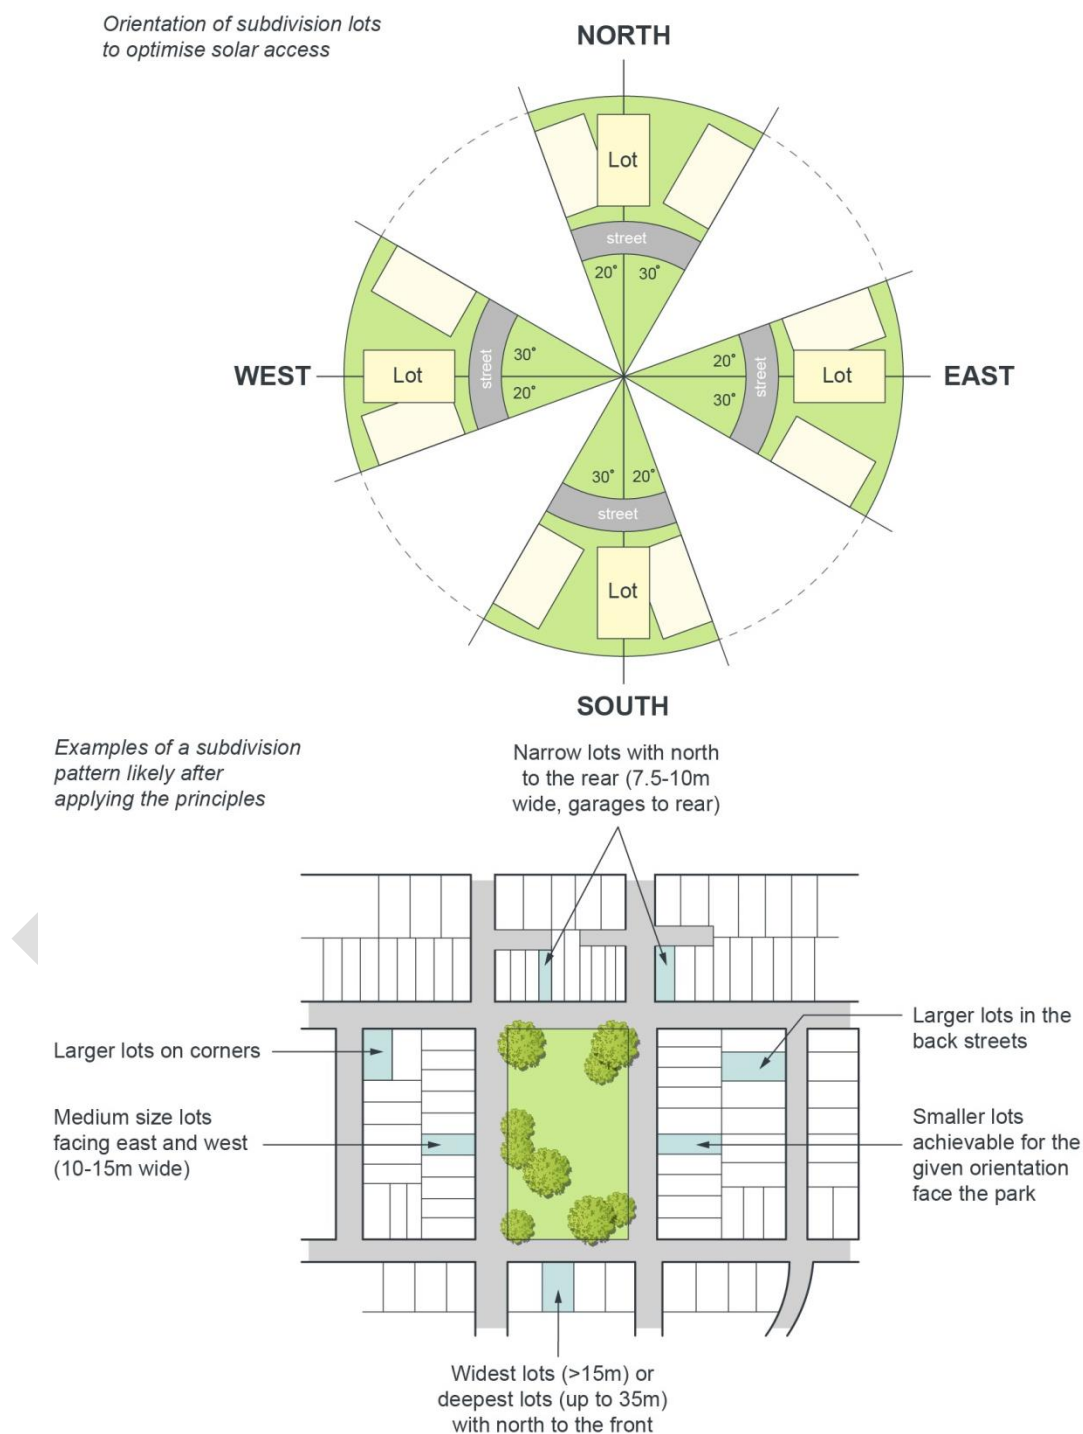 Orientation of subdivision lots
to optimise solar access
NORTH
Lot
street
20° 30°
WEST
Lot
street
30°
20°
20°
30°
street
Lot
EAST
30° 20°
street
Lot
SOUTH
Examples of a subdivision
pattern likely after
applying the principles
Narrow lots with north
to the rear (7.5-10m
wide, garages to rear)
Larger lots on corners
Medium size lots
facing east and west
(10-15m wide)
Larger lots in the
back streets
Smaller lots
achievable for the
given orientation
face the park
Widest lots (>15m) or
deepest lots (up to 35m)
with north to the front